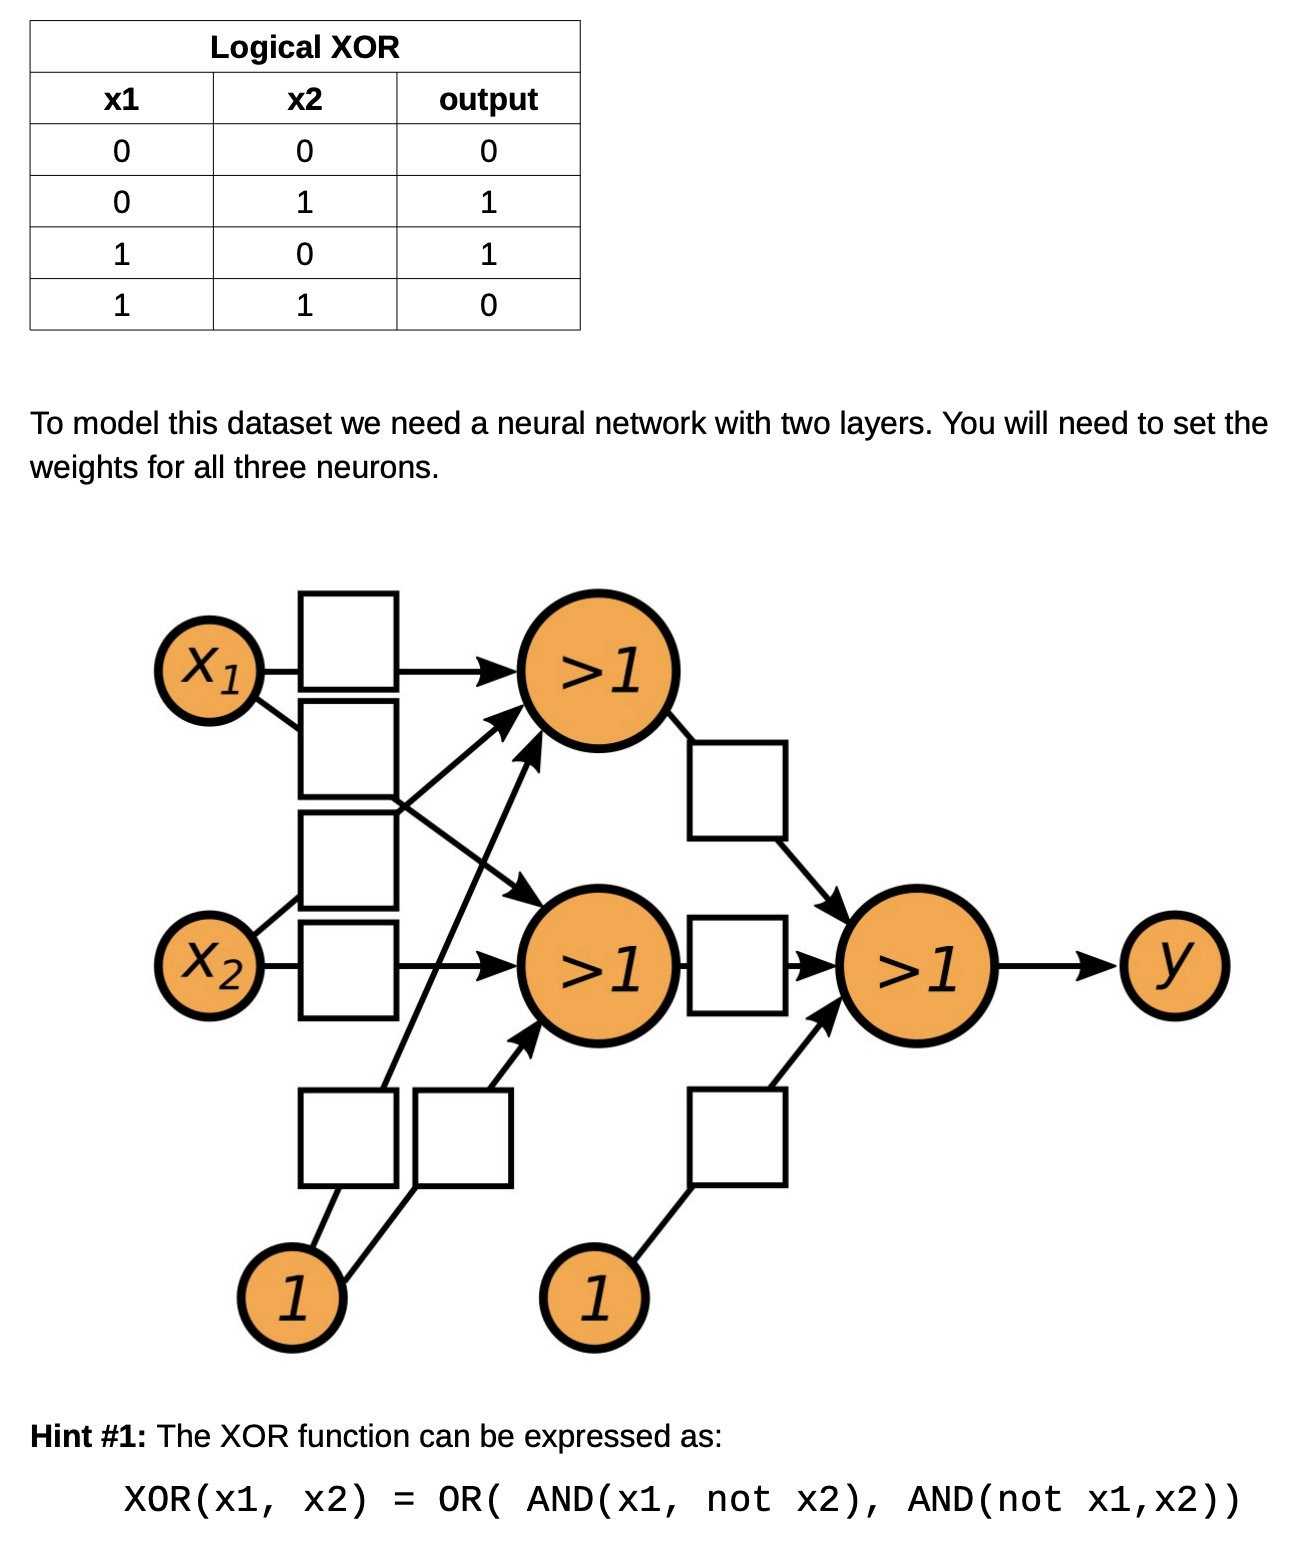 Logical XOR
x1 x2 output
0 0 0
0 1 1
1 0 1
1 1 0
To model this dataset we need a neural network with two layers. You will need to set the
weights for all three neurons.
x1 >1
x2 >1 >1 y
1 1
Hint #1: The XOR function can be expressed as:
XOR(x1, x2) = OR( AND(x1, not x2), AND(not x1,x2))